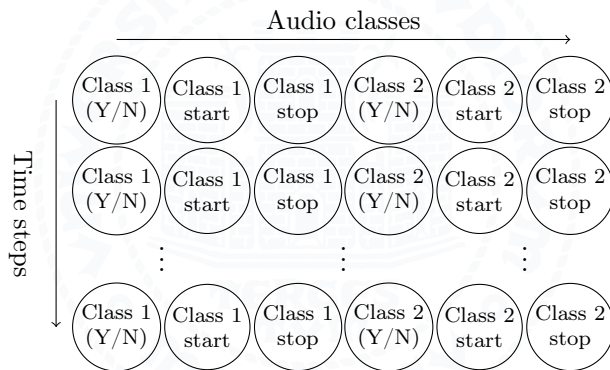 Audio classes
Time steps
Class 1 Class 1 Class 1 Class 2 Class 2 Class 2
(Y/N) start stop (Y/N) start stop
Class 1 Class 1 Class 1 Class 2 Class 2 Class 2
(Y/N) start stop (Y/N) start stop
Class 1 Class 1 Class 1 Class 2 Class 2 Class 2
(Y/N) start stop (Y/N) start stop